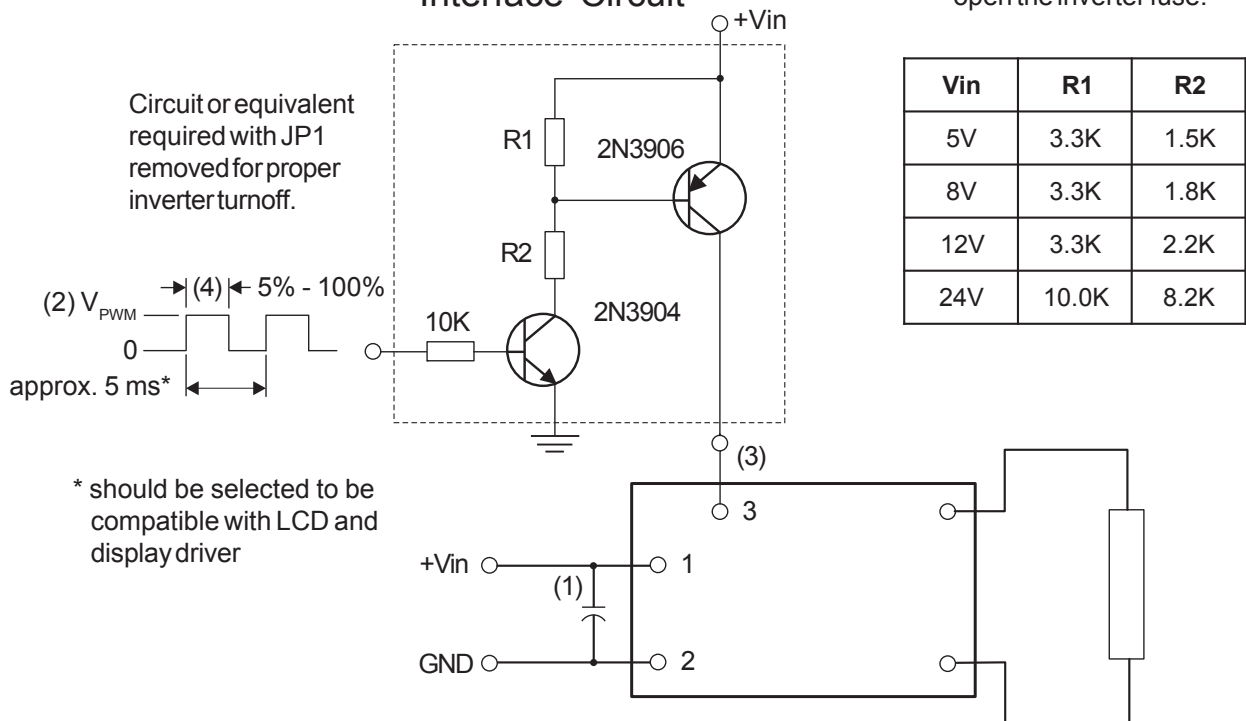 Interface Circuit
open the inverter fuse.
+Vin
Circuit or equivalent
required with JP1
removed for proper
inverter turnoff.
R1
2N3906
R2
2N3904
10K
(2) VPWM
(4)
5% - 100%
0
approx. 5 ms*
* should be selected to be
compatible with LCD and
display driver
Vin R1 R2
5V 3.3K 1.5K
8V 3.3K 1.8K
12V 3.3K 2.2K
24V 10.0K 8.2K
(3)
3
+Vin
1
(1)
GND
2